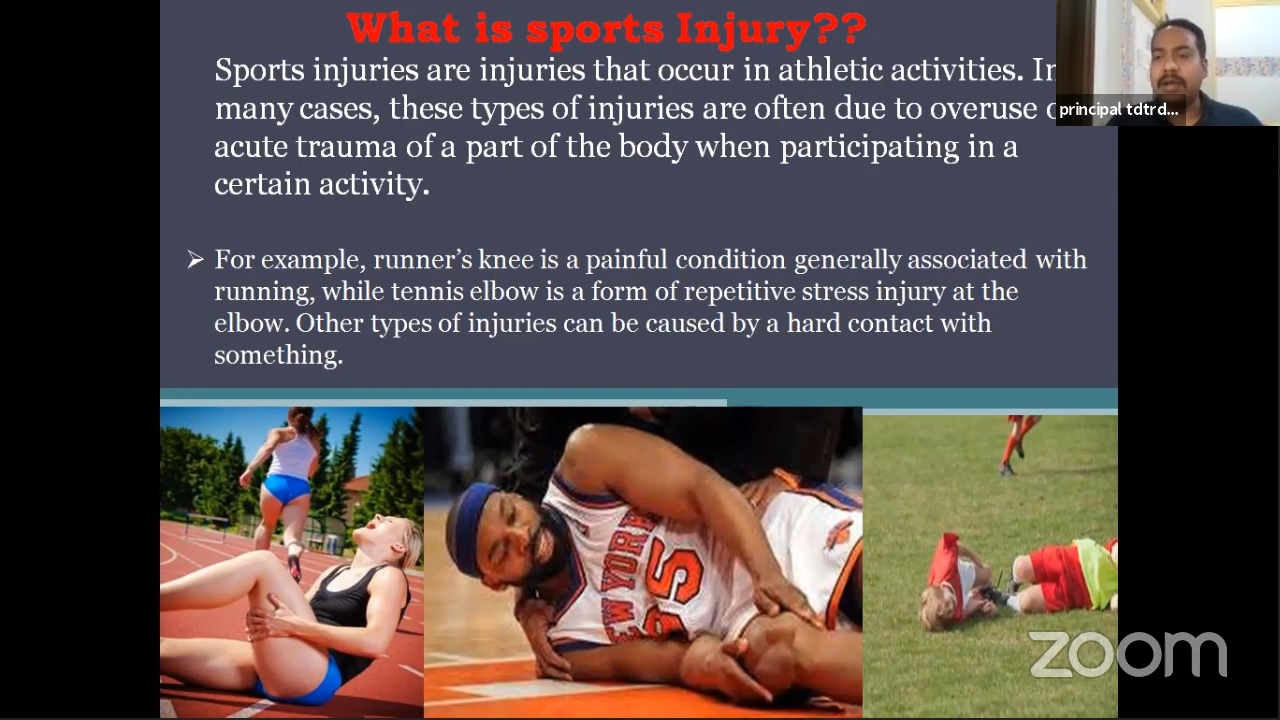 What is sports Injury??
Sports injuries are injuries that occur in athletic activities. In
many cases, these types of injuries are often due to overuse
acute trauma of a part of the body when participating in a
certain activity.
principal tdtrd...
➢ For example, runner's knee is a painful condition generally associated with
running, while tennis elbow is a form of repetitive stress injury at the
elbow. Other types of injuries can be caused by a hard contact with
something.
NEW YORK
85
zoom